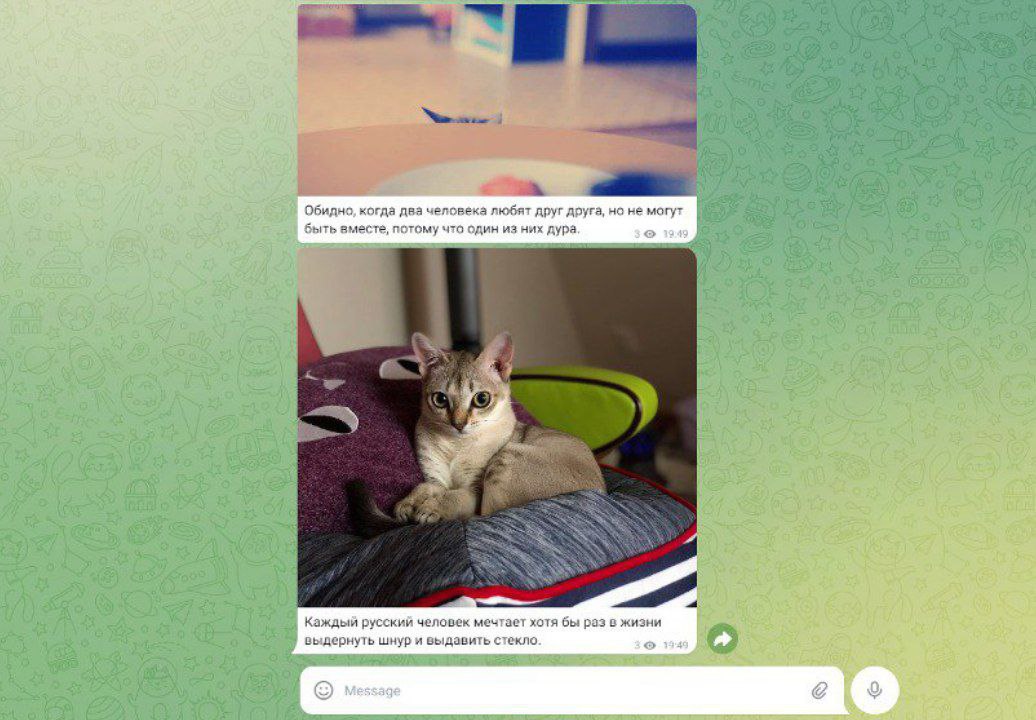 Обидно, когда два человека любят друг друга, но не могут
быть вместе, потому что один из них дура.
3 19:49
Каждый русский человек мечтает хотя бы раз в жизни
выдернуть шнур и выдавить стекло.
3 19:49
Message